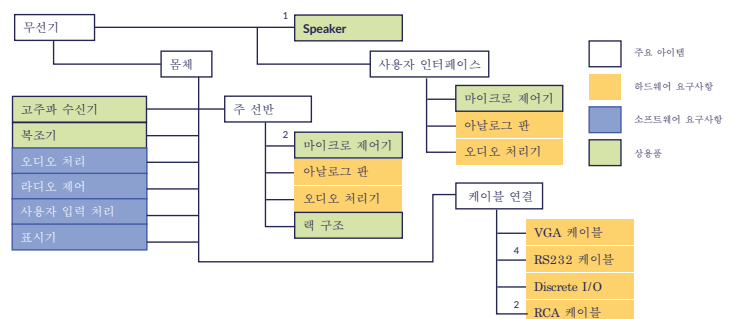 무선기
1
Speaker
몸체
사용자 인터페이스
주요 아이템
하드웨어 요구사항
소프트웨어 요구사항
상용품
고주파 수신기
복조기
오디오 처리
라디오 제어
사용자 입력 처리
표시기
주 선반
2
마이크로 제어기
아날로그 판
오디오 처리기
랙 구조
마이크로 제어기
아날로그 판
오디오 처리기
케이블 연결
VGA 케이블
4
RS232 케이블
Discrete I/O
2
RCA 케이블